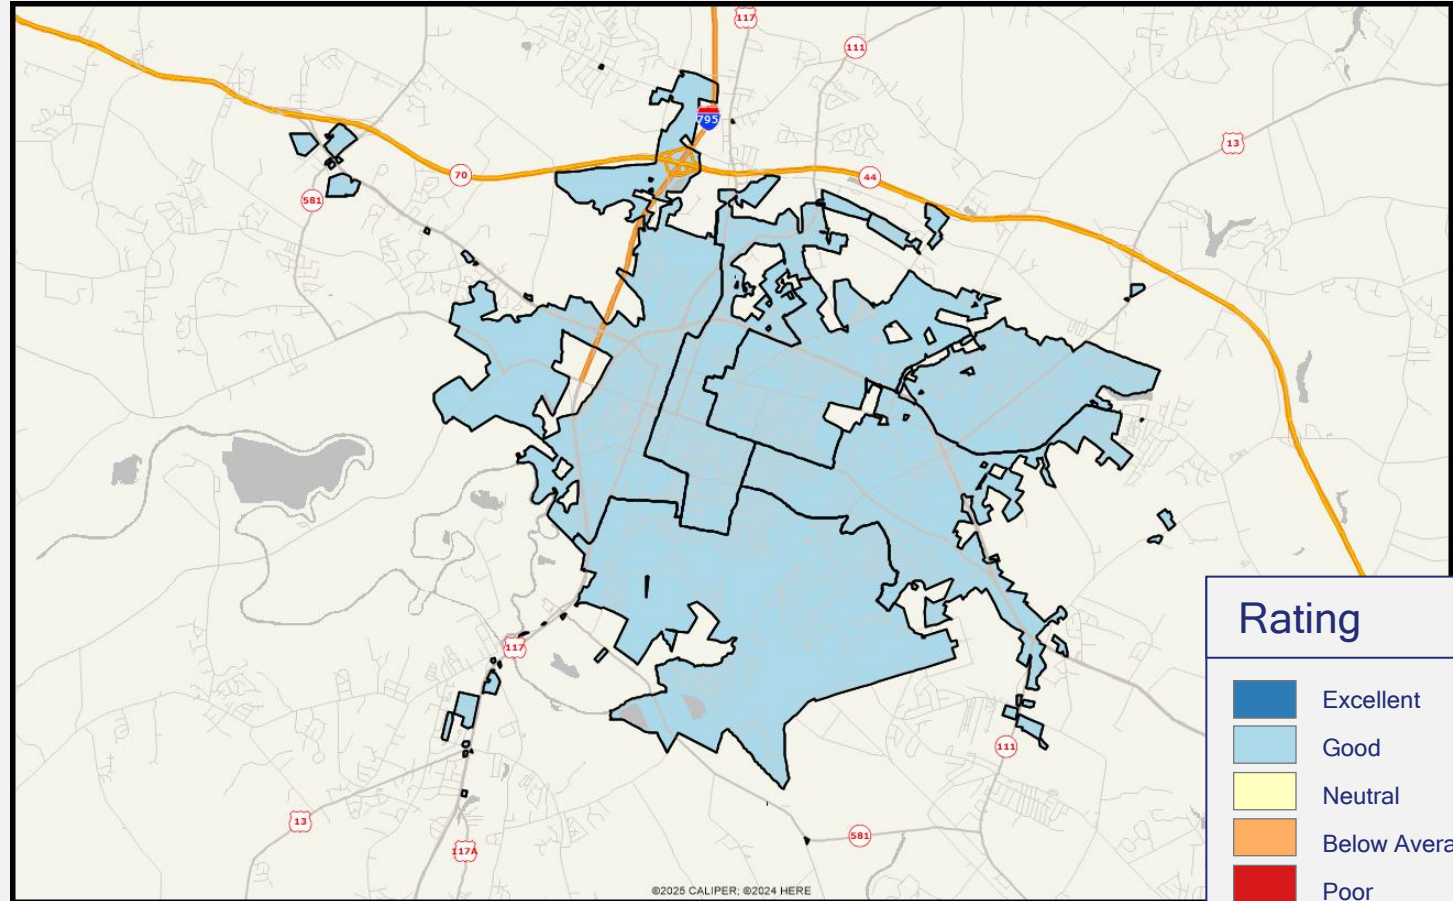 117
111
795
13
70
44
581
117
111
13
581
117A
©2025 CALIPER; ©2024 HERE
Rating
Excellent
Good
Neutral
Below Avera
Poor